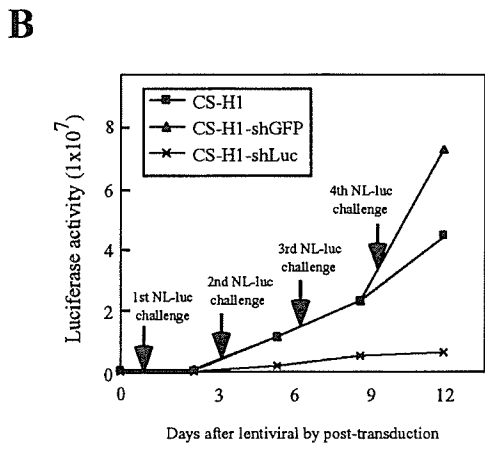 B
CS-H1
CS-H1-shGFP
CS-H1-shLuc
Luciferase activity (1x10^7)
8
6
4
2
0
1st NL-luc
challenge
2nd NL-luc
challenge
3rd NL-luc
challenge
4th NL-luc
challenge
0 3 6 9 12
Days after lentiviral by post-transduction